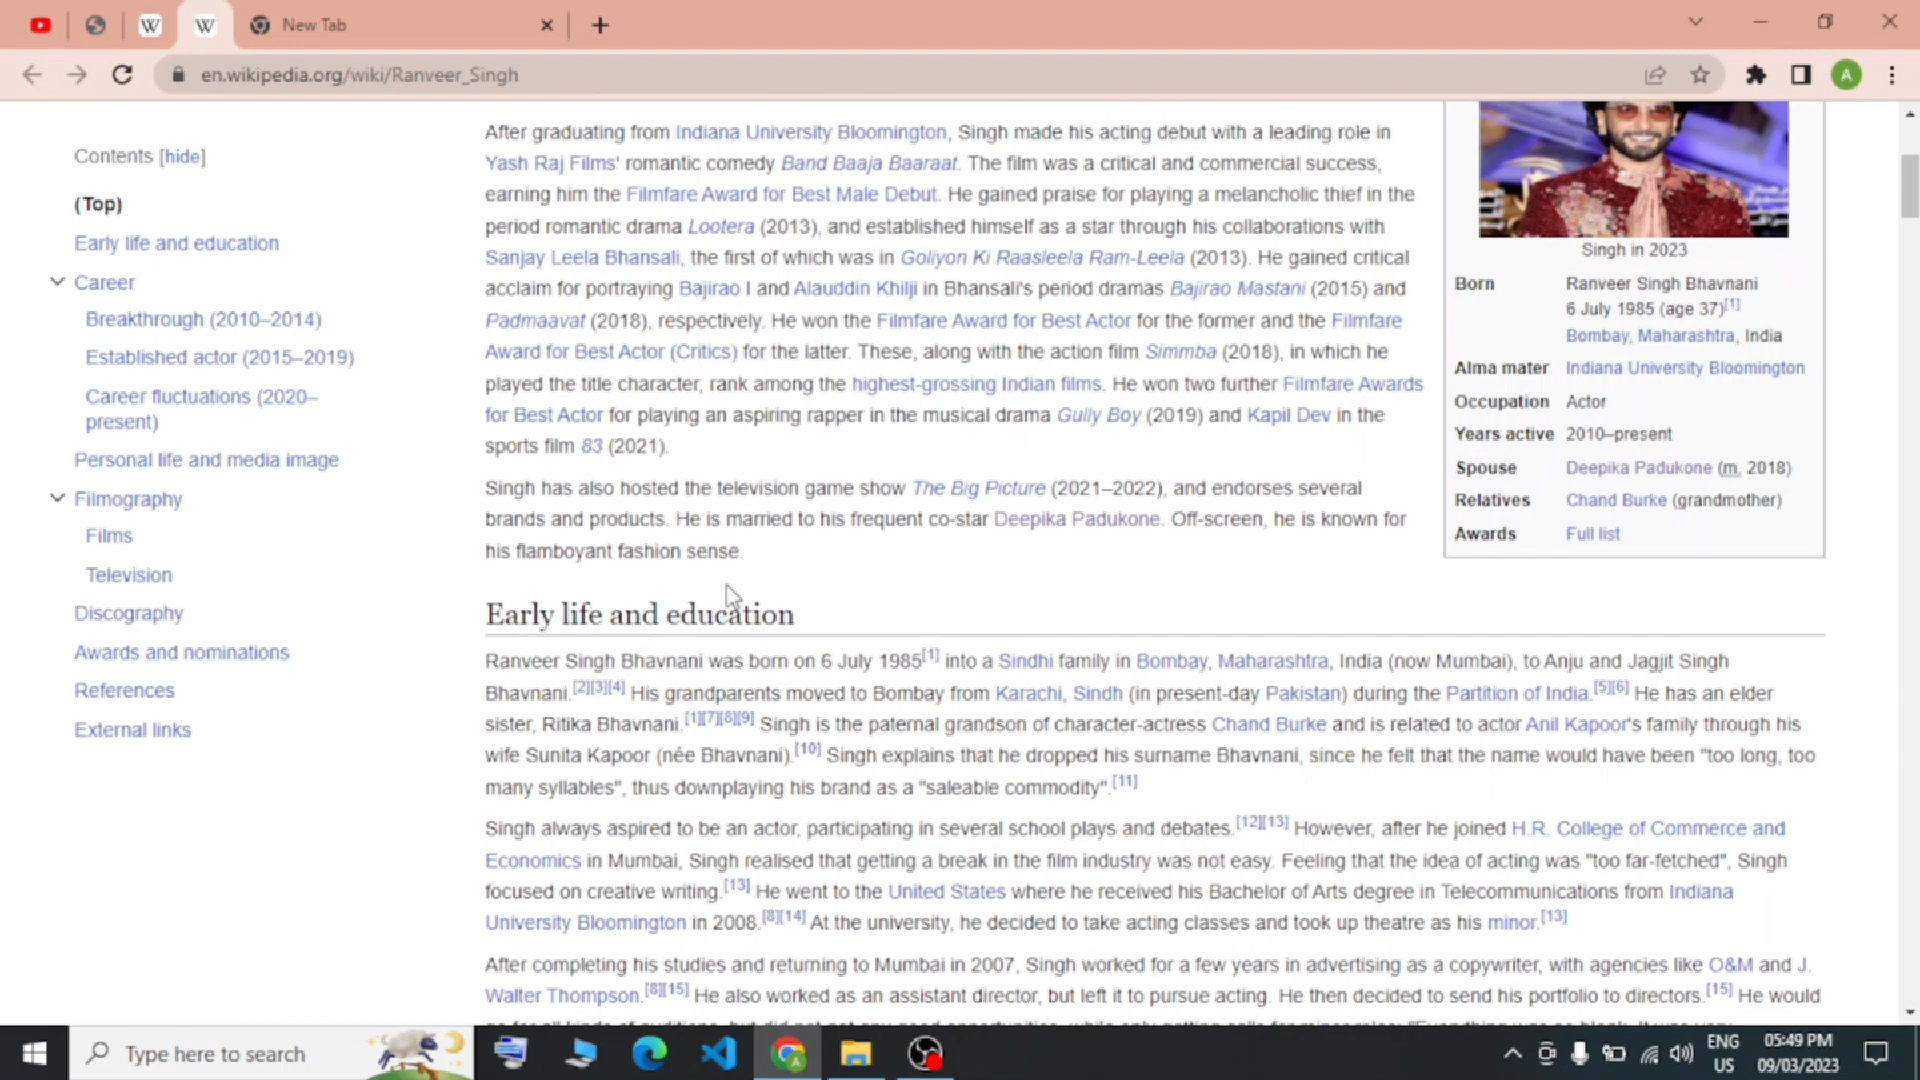 New Tab
en.wikipedia.org/wiki/Ranveer_Singh
A
Contents [hide]
(Top)
Early life and education
Career
Breakthrough (2010–2014)
Established actor (2015–2019)
Career fluctuations (2020–
present)
Personal life and media image
Filmography
Films
Television
Discography
Awards and nominations
References
External links
After graduating from Indiana University Bloomington, Singh made his acting debut with a leading role in
Yash Raj Films' romantic comedy Band Baaja Baaraat. The film was a critical and commercial success,
earning him the Filmfare Award for Best Male Debut. He gained praise for playing a melancholic thief in the
period romantic drama Lootera (2013), and established himself as a star through his collaborations with
Sanjay Leela Bhansali, the first of which was in Goliyon Ki Raasleela Ram-Leela (2013). He gained critical
acclaim for portraying Bajirao I and Alauddin Khilji in Bhansali's period dramas Bajirao Mastani (2015) and
Padmaavat (2018), respectively. He won the Filmfare Award for Best Actor for the former and the Filmfare
Award for Best Actor (Critics) for the latter. These, along with the action film Simmba (2018), in which he
played the title character, rank among the highest-grossing Indian films. He won two further Filmfare Awards
for Best Actor for playing an aspiring rapper in the musical drama Gully Boy (2019) and Kapil Dev in the
sports film 83 (2021).
Singh has also hosted the television game show The Big Picture (2021–2022), and endorses several
brands and products. He is married to his frequent co-star Deepika Padukone. Off-screen, he is known for
his flamboyant fashion sense.
Singh in 2023
Born Ranveer Singh Bhavnani
6 July 1985 (age 37)[1]
Bombay, Maharashtra, India
Alma mater Indiana University Bloomington
Occupation Actor
Years active 2010–present
Spouse Deepika Padukone (m. 2018)
Relatives Chand Burke (grandmother)
Awards Full list
Early life and education
Ranveer Singh Bhavnani was born on 6 July 1985[1] into a Sindhi family in Bombay, Maharashtra, India (now Mumbai), to Anju and Jagjit Singh
Bhavnani.[2][3][4] His grandparents moved to Bombay from Karachi, Sindh (in present-day Pakistan) during the Partition of India.[5][6] He has an elder
sister, Ritika Bhavnani.[1][7][8][9] Singh is the paternal grandson of character-actress Chand Burke and is related to actor Anil Kapoor's family through his
wife Sunita Kapoor (née Bhavnani).[10] Singh explains that he dropped his surname Bhavnani, since he felt that the name would have been "too long, too
many syllables", thus downplaying his brand as a "saleable commodity".[11]
Singh always aspired to be an actor, participating in several school plays and debates.[12][13] However, after he joined H.R. College of Commerce and
Economics in Mumbai, Singh realised that getting a break in the film industry was not easy. Feeling that the idea of acting was "too far-fetched", Singh
focused on creative writing.[13] He went to the United States where he received his Bachelor of Arts degree in Telecommunications from Indiana
University Bloomington in 2008.[8][14] At the university, he decided to take acting classes and took up theatre as his minor.[13]
After completing his studies and returning to Mumbai in 2007, Singh worked for a few years in advertising as a copywriter, with agencies like O&M and J.
Walter Thompson.[8][15] He also worked as an assistant director, but left it to pursue acting. He then decided to send his portfolio to directors.[15] He would
Type here to search
ENG
US
05:49 PM
09/03/2023